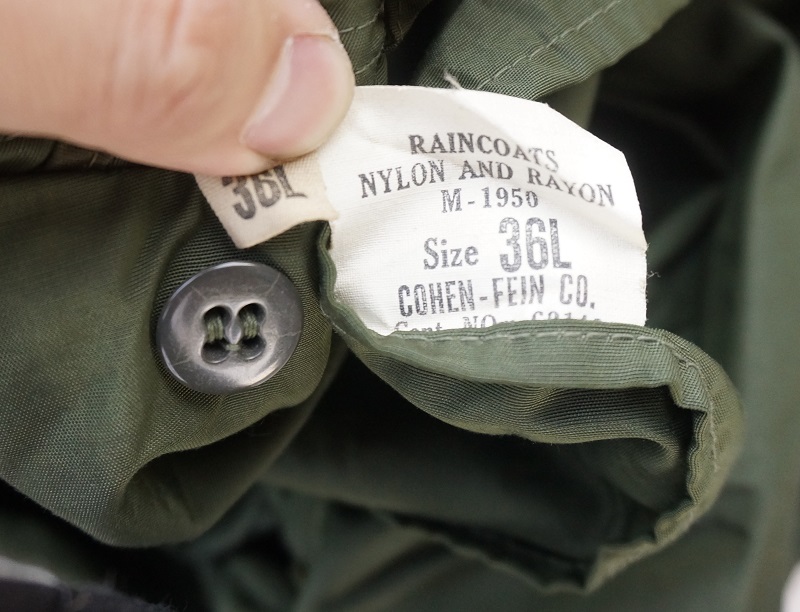 36L
RAINCOATS
NYLON AND RAYON
M-1950
Size 36L
COHEN-FEIN CO.